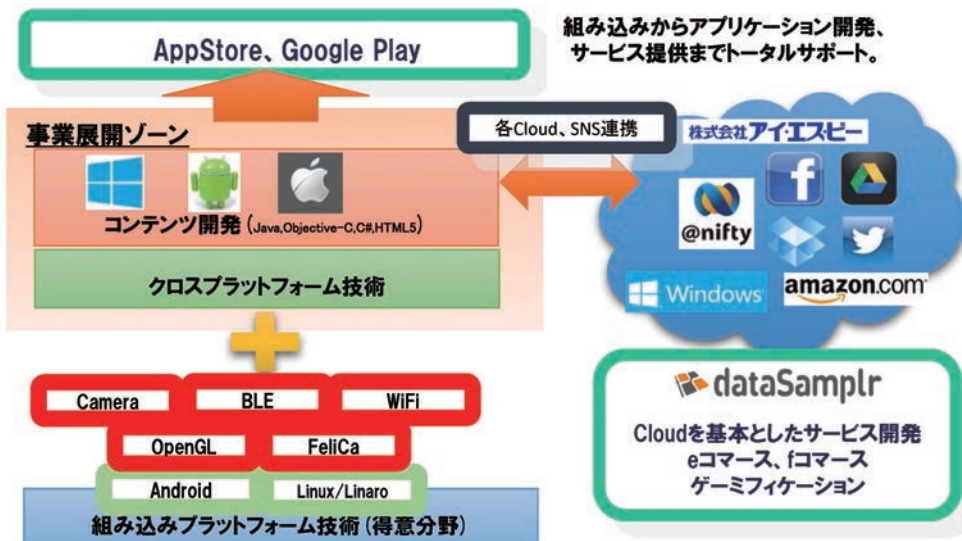 AppStore、Google Play
組み込みからアプリケーション開発、
サービス提供までトータルサポート。
事業展開ゾーン
各Cloud、SNS連携
コンテンツ開発 (Java,Objective-C,C#,HTML5)
クロスプラットフォーム技術
株式会社アイ・エス・ピー
@nifty
Windows
amazon.com
Camera
BLE
WiFi
OpenGL
FeliCa
Android
Linux/Linaro
組み込みプラットフォーム技術 (得意分野)
dataSamplr
Cloudを基本としたサービス開発
eコマース、fコマース
ゲーミフィケーション